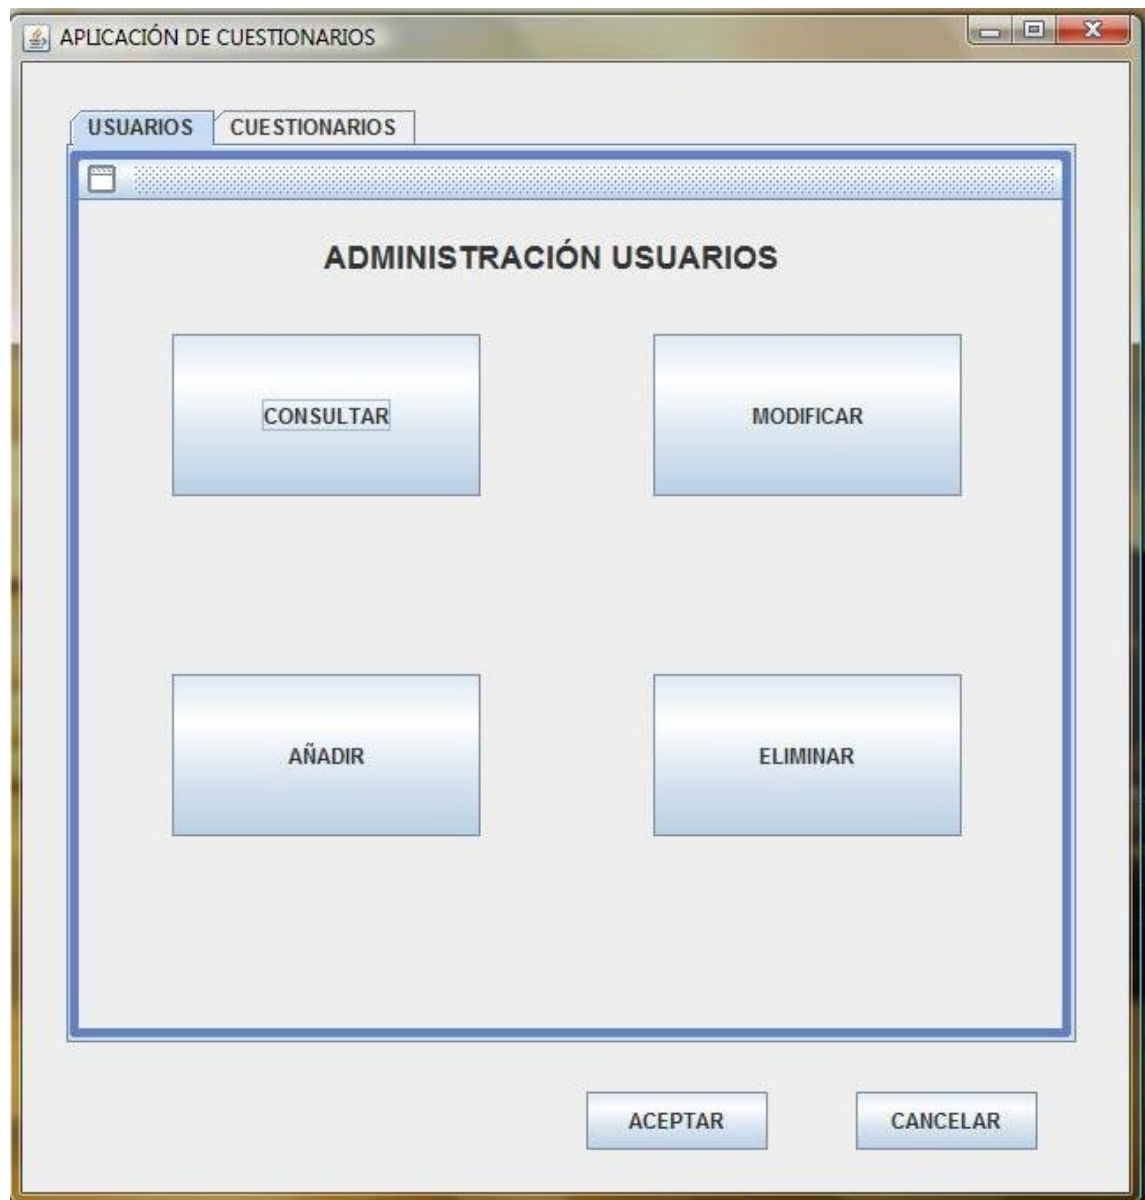 APLICACIÓN DE CUESTIONARIOS
USUARIOS CUESTIONARIOS
ADMINISTRACIÓN USUARIOS
CONSULTAR MODIFICAR
AÑADIR ELIMINAR
ACEPTAR CANCELAR